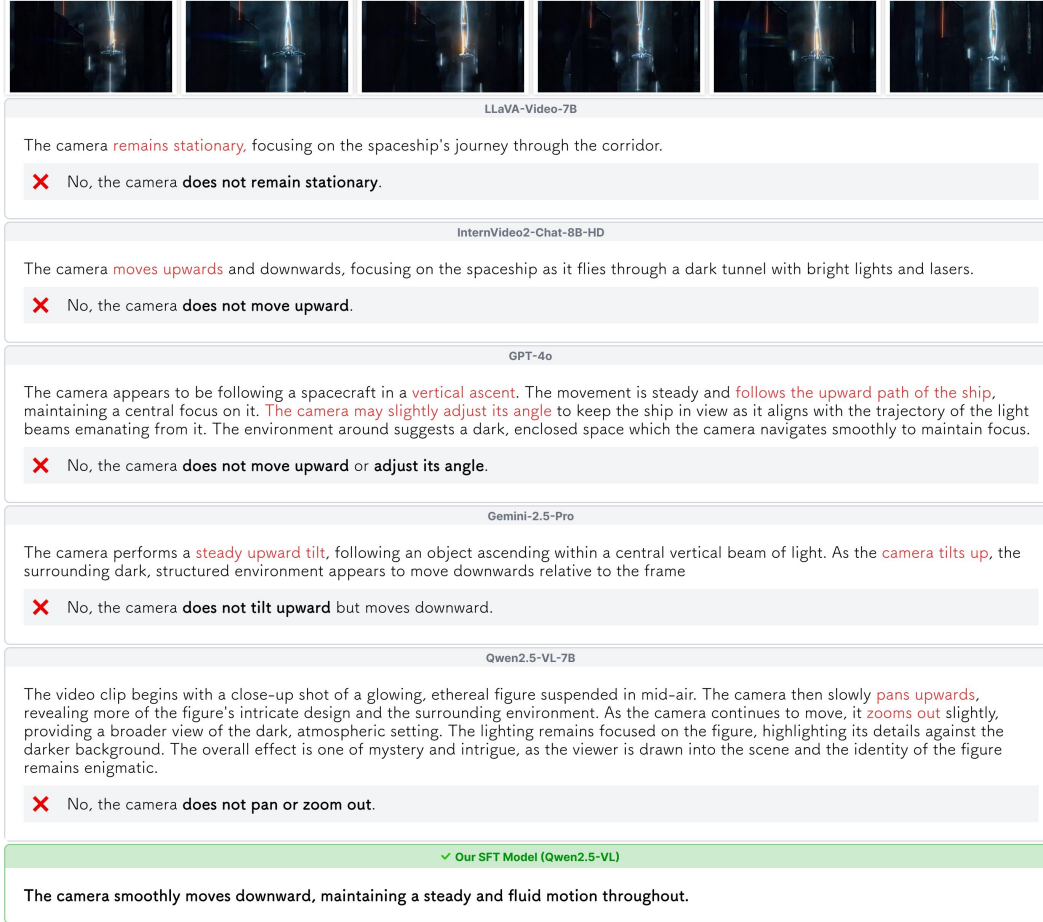 LLaVA-Video-7B
The camera remains stationary, focusing on the spaceship's journey through the corridor.
❌ No, the camera does not remain stationary.
InternVideo2-Chat-8B-HD
The camera moves upwards and downwards, focusing on the spaceship as it flies through a dark tunnel with bright lights and lasers.
❌ No, the camera does not move upward.
GPT-4o
The camera appears to be following a spacecraft in a vertical ascent. The movement is steady and follows the upward path of the ship,
maintaining a central focus on it. The camera may slightly adjust its angle to keep the ship in view as it aligns with the trajectory of the light
beams emanating from it. The environment around suggests a dark, enclosed space which the camera navigates smoothly to maintain focus.
❌ No, the camera does not move upward or adjust its angle.
Gemini-2.5-Pro
The camera performs a steady upward tilt, following an object ascending within a central vertical beam of light. As the camera tilts up, the
surrounding dark, structured environment appears to move downwards relative to the frame
❌ No, the camera does not tilt upward but moves downward.
Qwen2.5-VL-7B
The video clip begins with a close-up shot of a glowing, ethereal figure suspended in mid-air. The camera then slowly pans upwards,
revealing more of the figure's intricate design and the surrounding environment. As the camera continues to move, it zooms out slightly,
providing a broader view of the dark, atmospheric setting. The lighting remains focused on the figure, highlighting its details against the
darker background. The overall effect is one of mystery and intrigue, as the viewer is drawn into the scene and the identity of the figure
remains enigmatic.
❌ No, the camera does not pan or zoom out.
✓ Our SFT Model (Qwen2.5-VL)
The camera smoothly moves downward, maintaining a steady and fluid motion throughout.